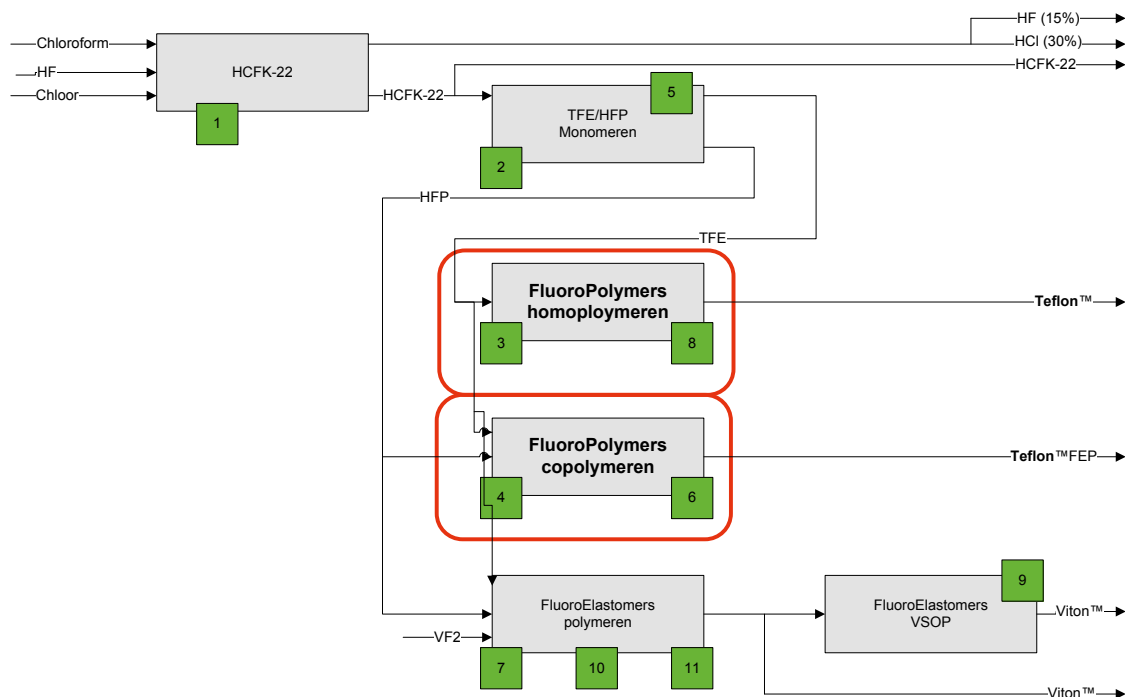 HF (15%)
Chloroform
HCl (30%)
HCFK-22
HCFK-22
HF
Chloor
HCFK-22
5
TFE/HFP
Monomeren
1
2
HFP
TFE
FluoroPolymers
homoploymeren
Teflon™
3
8
FluoroPolymers
copolymeren
Teflon™FEP
4
6
9
FluoroElastomers
polymeren
FluoroElastomers
VSOP
Viton™
VF2
7
10
11
Viton™